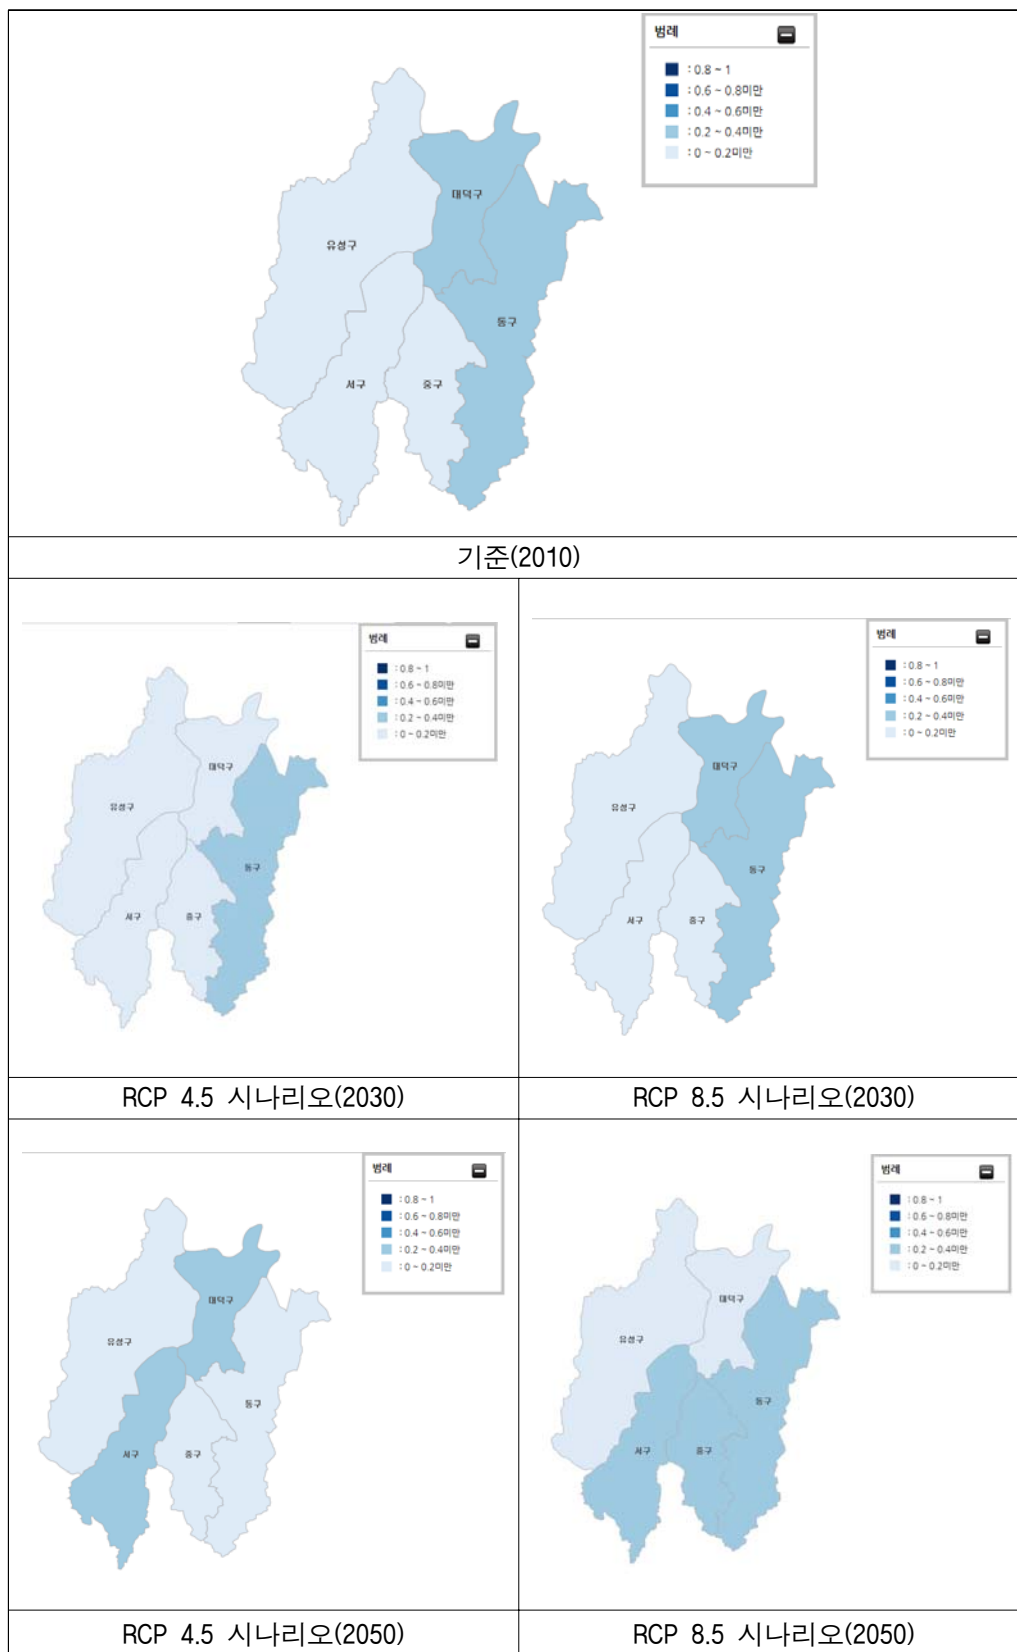 범례
: 0.8 ~ 1
: 0.6 ~ 0.8미만
: 0.4 ~ 0.6미만
: 0.2 ~ 0.4미만
: 0 ~ 0.2미만
대덕구
유성구
동구
서구
중구
기준(2010)
범례
: 0.8 ~ 1
: 0.6 ~ 0.8미만
: 0.4 ~ 0.6미만
: 0.2 ~ 0.4미만
: 0 ~ 0.2미만
대덕구
유성구
동구
서구
중구
RCP 4.5 시나리오(2030)
범례
: 0.8 ~ 1
: 0.6 ~ 0.8미만
: 0.4 ~ 0.6미만
: 0.2 ~ 0.4미만
: 0 ~ 0.2미만
대덕구
유성구
동구
서구
중구
RCP 8.5 시나리오(2030)
범례
: 0.8 ~ 1
: 0.6 ~ 0.8미만
: 0.4 ~ 0.6미만
: 0.2 ~ 0.4미만
: 0 ~ 0.2미만
대덕구
유성구
동구
서구
중구
RCP 4.5 시나리오(2050)
범례
: 0.8 ~ 1
: 0.6 ~ 0.8미만
: 0.4 ~ 0.6미만
: 0.2 ~ 0.4미만
: 0 ~ 0.2미만
대덕구
유성구
동구
서구
중구
RCP 8.5 시나리오(2050)